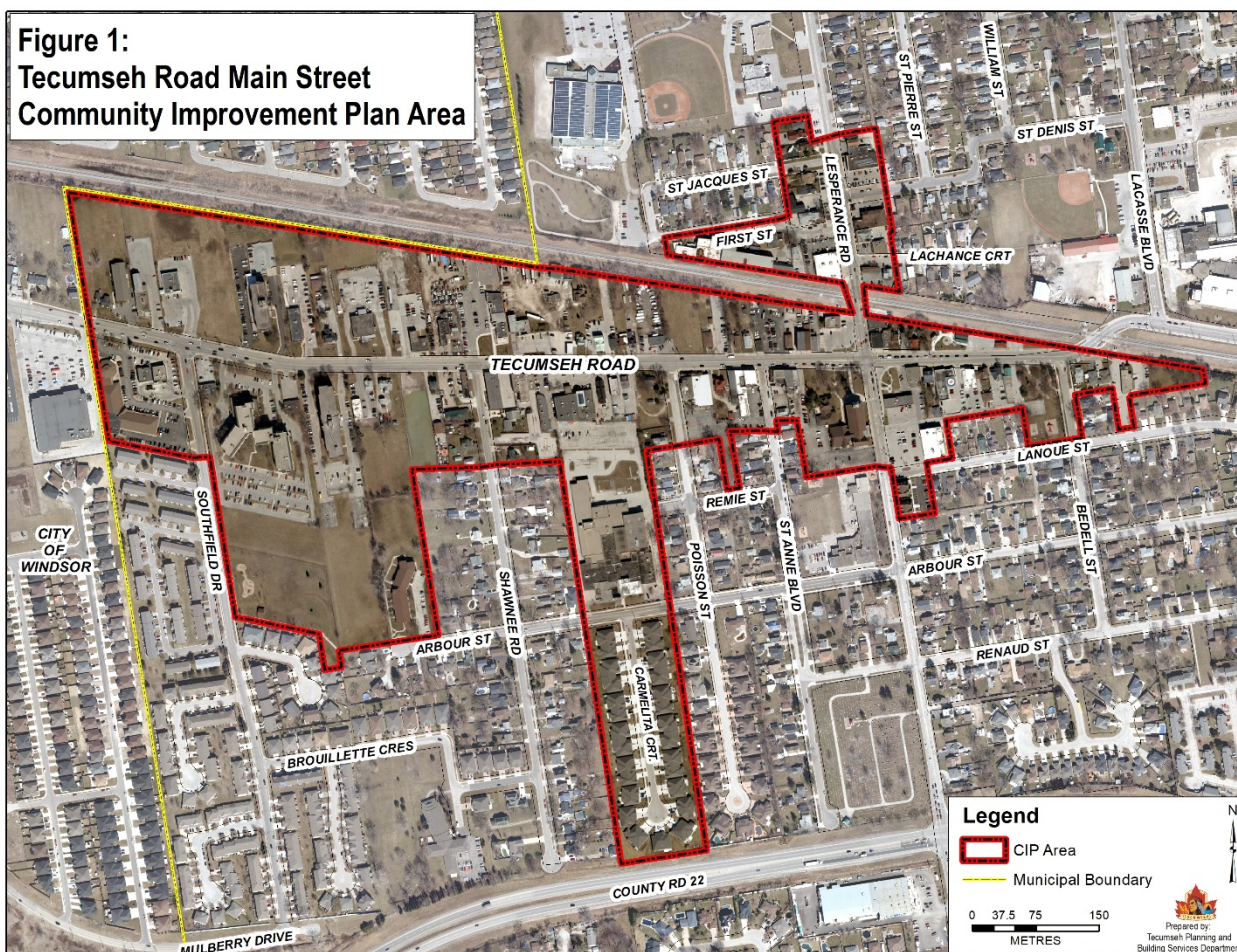 Figure 1:
Tecumseh Road Main Street
Community Improvement Plan Area
WILLIAM ST
ST PIERRE ST
ST DENIS ST
LACASSE BLVD
ST JACQUES ST
LESPERANCE RD
FIRST ST
LACHANCE CRT
TECUMSEH ROAD
LANOUE ST
REMIE ST
SOUTHFIELD DR
CITY
OF
WINDSOR
SHAWNEE RD
POISSON ST
ST ANNE BLVD
ARBOUR ST
BEDELL ST
ARBOUR ST
RENAUD ST
CARMELITA CRT.
BROUILLETTE CRES
COUNTY RD 22
MULBERRY DRIVE
Legend
N
CIP Area
Municipal Boundary
0 37.5 75 150
METRES
Prepared by:
Tecumseh Planning and
Building Services Department